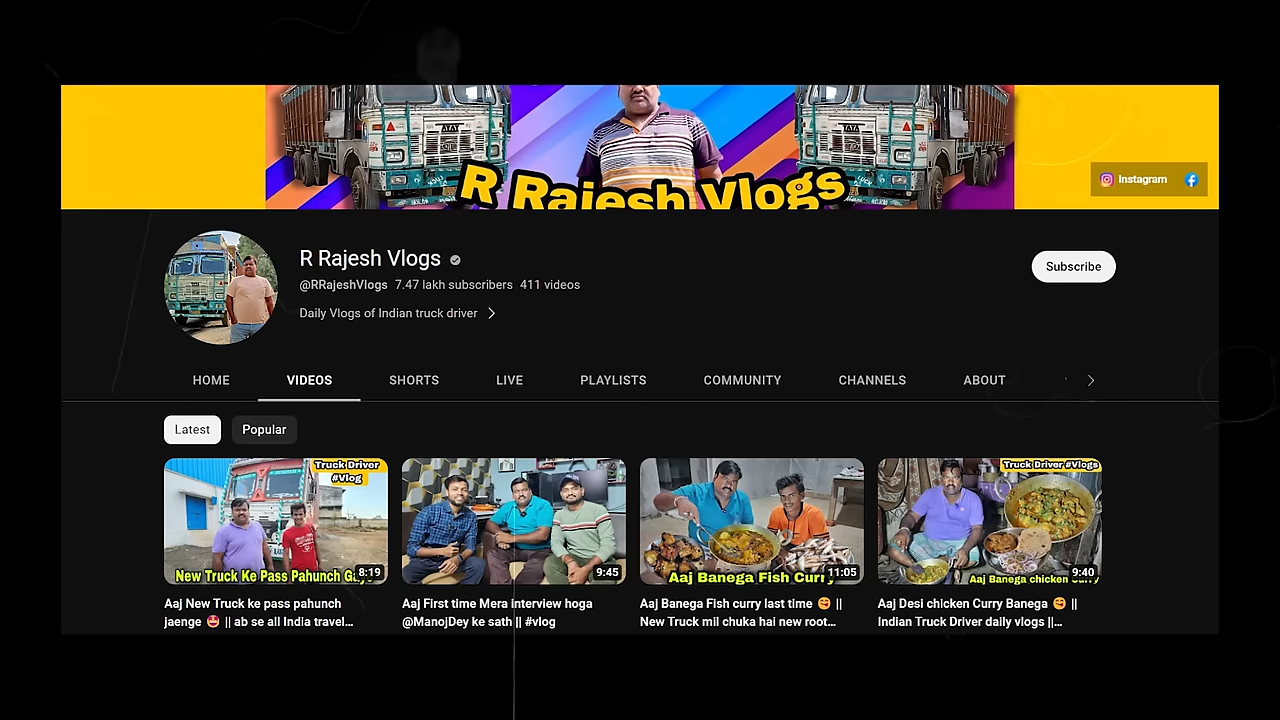 TATA
TATA
R Rajesh Vlogs
Instagram
R Rajesh Vlogs
@RRajeshVlogs 7.47 lakh subscribers 411 videos
Subscribe
Daily Vlogs of Indian truck driver
HOME VIDEOS SHORTS LIVE PLAYLISTS COMMUNITY CHANNELS ABOUT
Latest Popular
Truck Driver
#Vlog
New Truck Ke Pass Pahunch
8:19
9:45
Aaj Banega Fish Curry
11:05
Truck Driver #Vlogs
Aaj Banega chicken Curry
9:40
Aaj New Truck ke pass pahunch
jaenge 🤩 || ab se all India travel...
Aaj First time Mera interview hoga
@ManojDey ke sath || #vlog
Aaj Banega Fish curry last time 😋 ||
New Truck mil chuka hai new root...
Aaj Desi chicken Curry Banega 😋 ||
Indian Truck Driver daily vlogs ||...